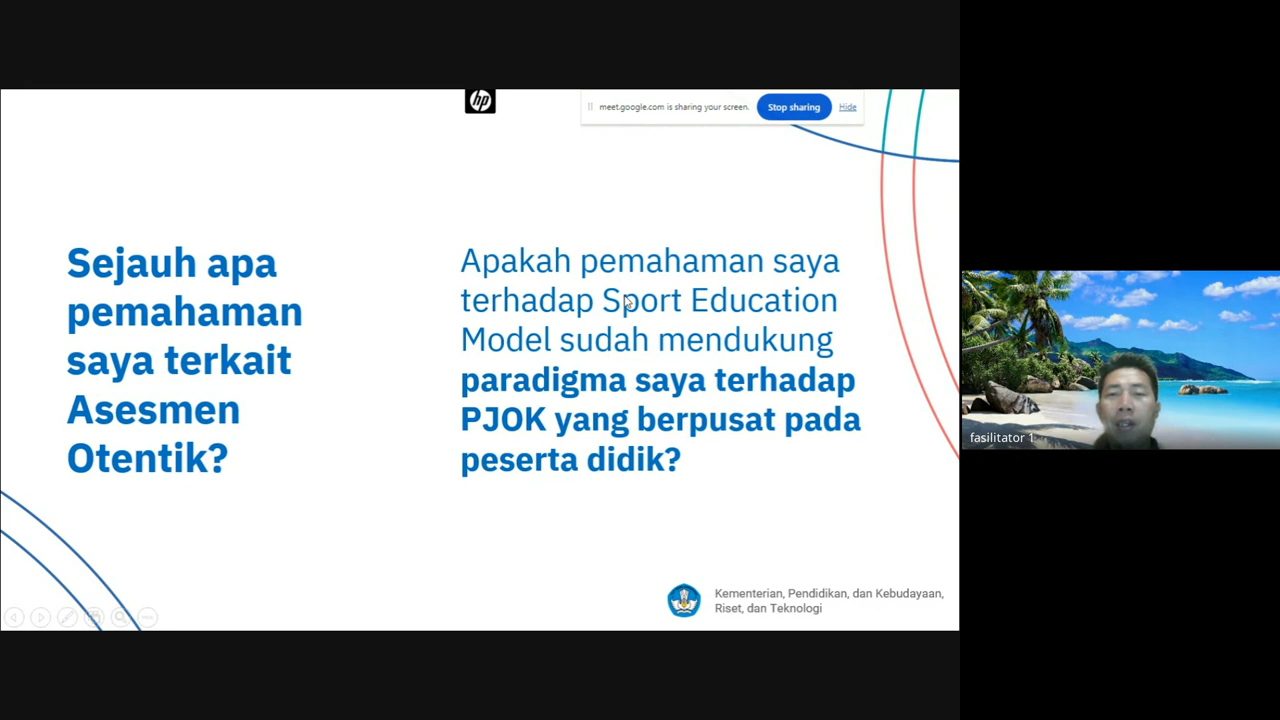 hp
meet.google.com is sharing your screen.
Stop sharing
Hide
Sejauh apa
pemahaman
saya terkait
Asesmen
Otentik?
Apakah pemahaman saya
terhadap Sport Education
Model sudah mendukung
paradigma saya terhadap
PJOK yang berpusat pada
peserta didik?
fasilitator 1
Kementerian, Pendidikan, dan Kebudayaan,
Riset, dan Teknologi